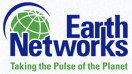 Earth
Networks
Taking the Pulse of the Planet